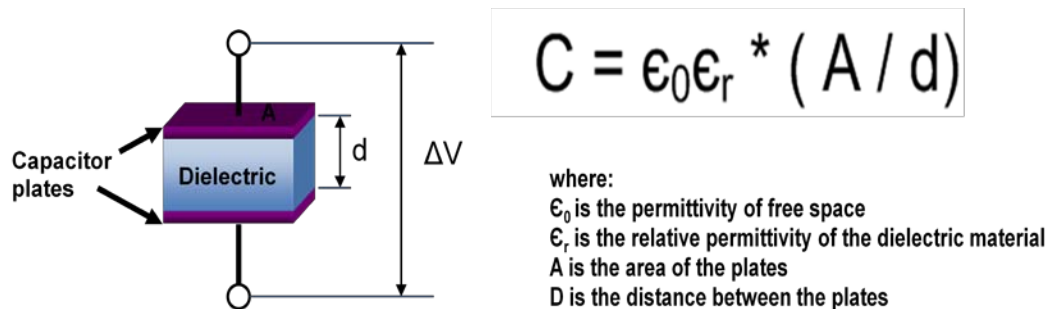 C = ϵ₀ϵᵣ * ( A / d)
A
d
ΔV
Capacitor
plates
Dielectric
where:
ϵ₀ is the permittivity of free space
ϵᵣ is the relative permittivity of the dielectric material
A is the area of the plates
D is the distance between the plates